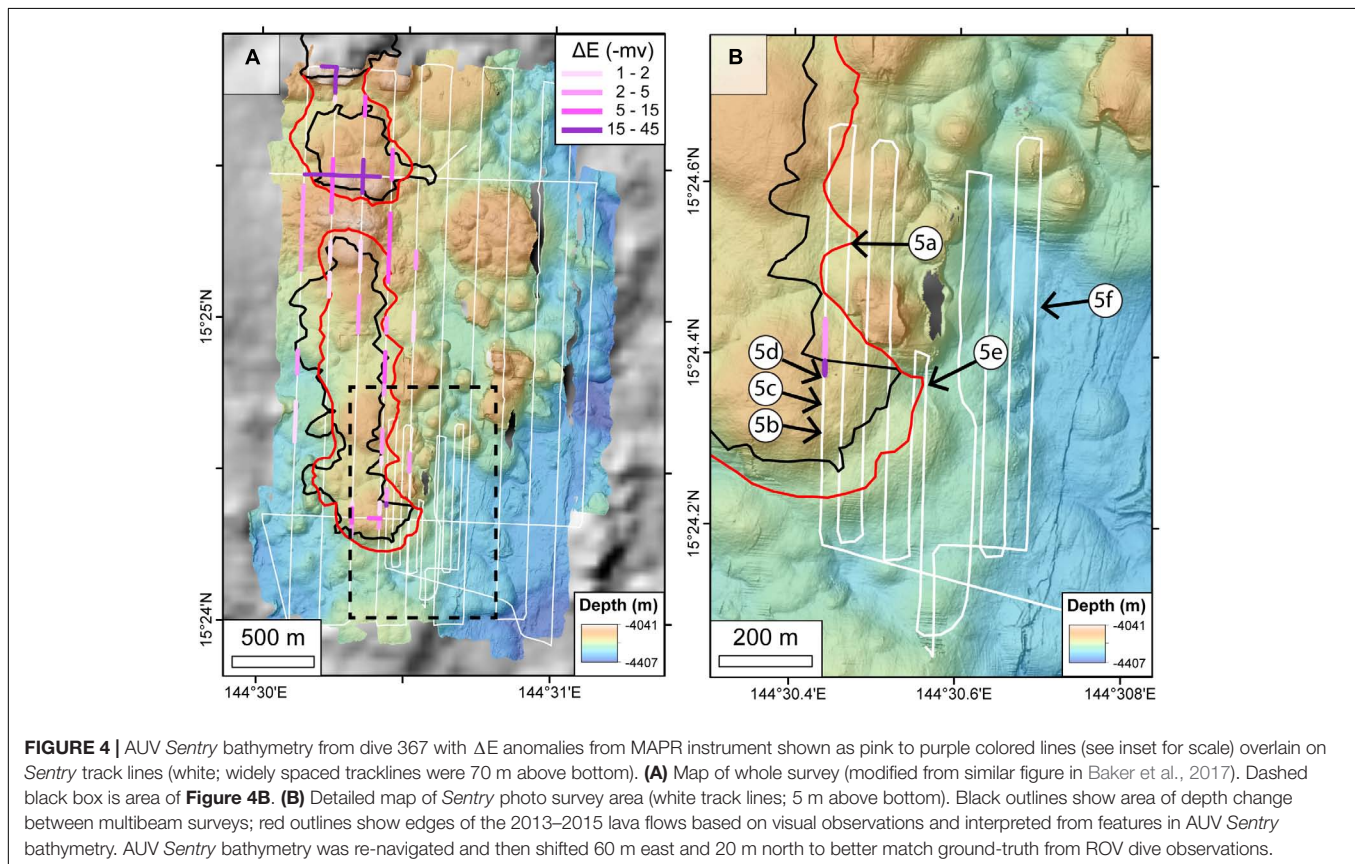 A
ΔE (-mv)
1 - 2
2 - 5
5 - 15
15 - 45
15°25'N
15°24'N
500 m
Depth (m)
-4041
-4407
144°30'E
144°31'E
B
5a
5f
5d
5e
5c
5b
15°24.6'N
15°24.4'N
15°24.2'N
200 m
Depth (m)
-4041
-4407
144°30.4'E
144°30.6'E
144°30.8'E
FIGURE 4 | AUV Sentry bathymetry from dive 367 with ΔE anomalies from MAPR instrument shown as pink to purple colored lines (see inset for scale) overlain on
Sentry track lines (white; widely spaced tracklines were 70 m above bottom). (A) Map of whole survey (modified from similar figure in Baker et al., 2017). Dashed
black box is area of Figure 4B. (B) Detailed map of Sentry photo survey area (white track lines; 5 m above bottom). Black outlines show area of depth change
between multibeam surveys; red outlines show edges of the 2013–2015 lava flows based on visual observations and interpreted from features in AUV Sentry
bathymetry. AUV Sentry bathymetry was re-navigated and then shifted 60 m east and 20 m north to better match ground-truth from ROV dive observations.